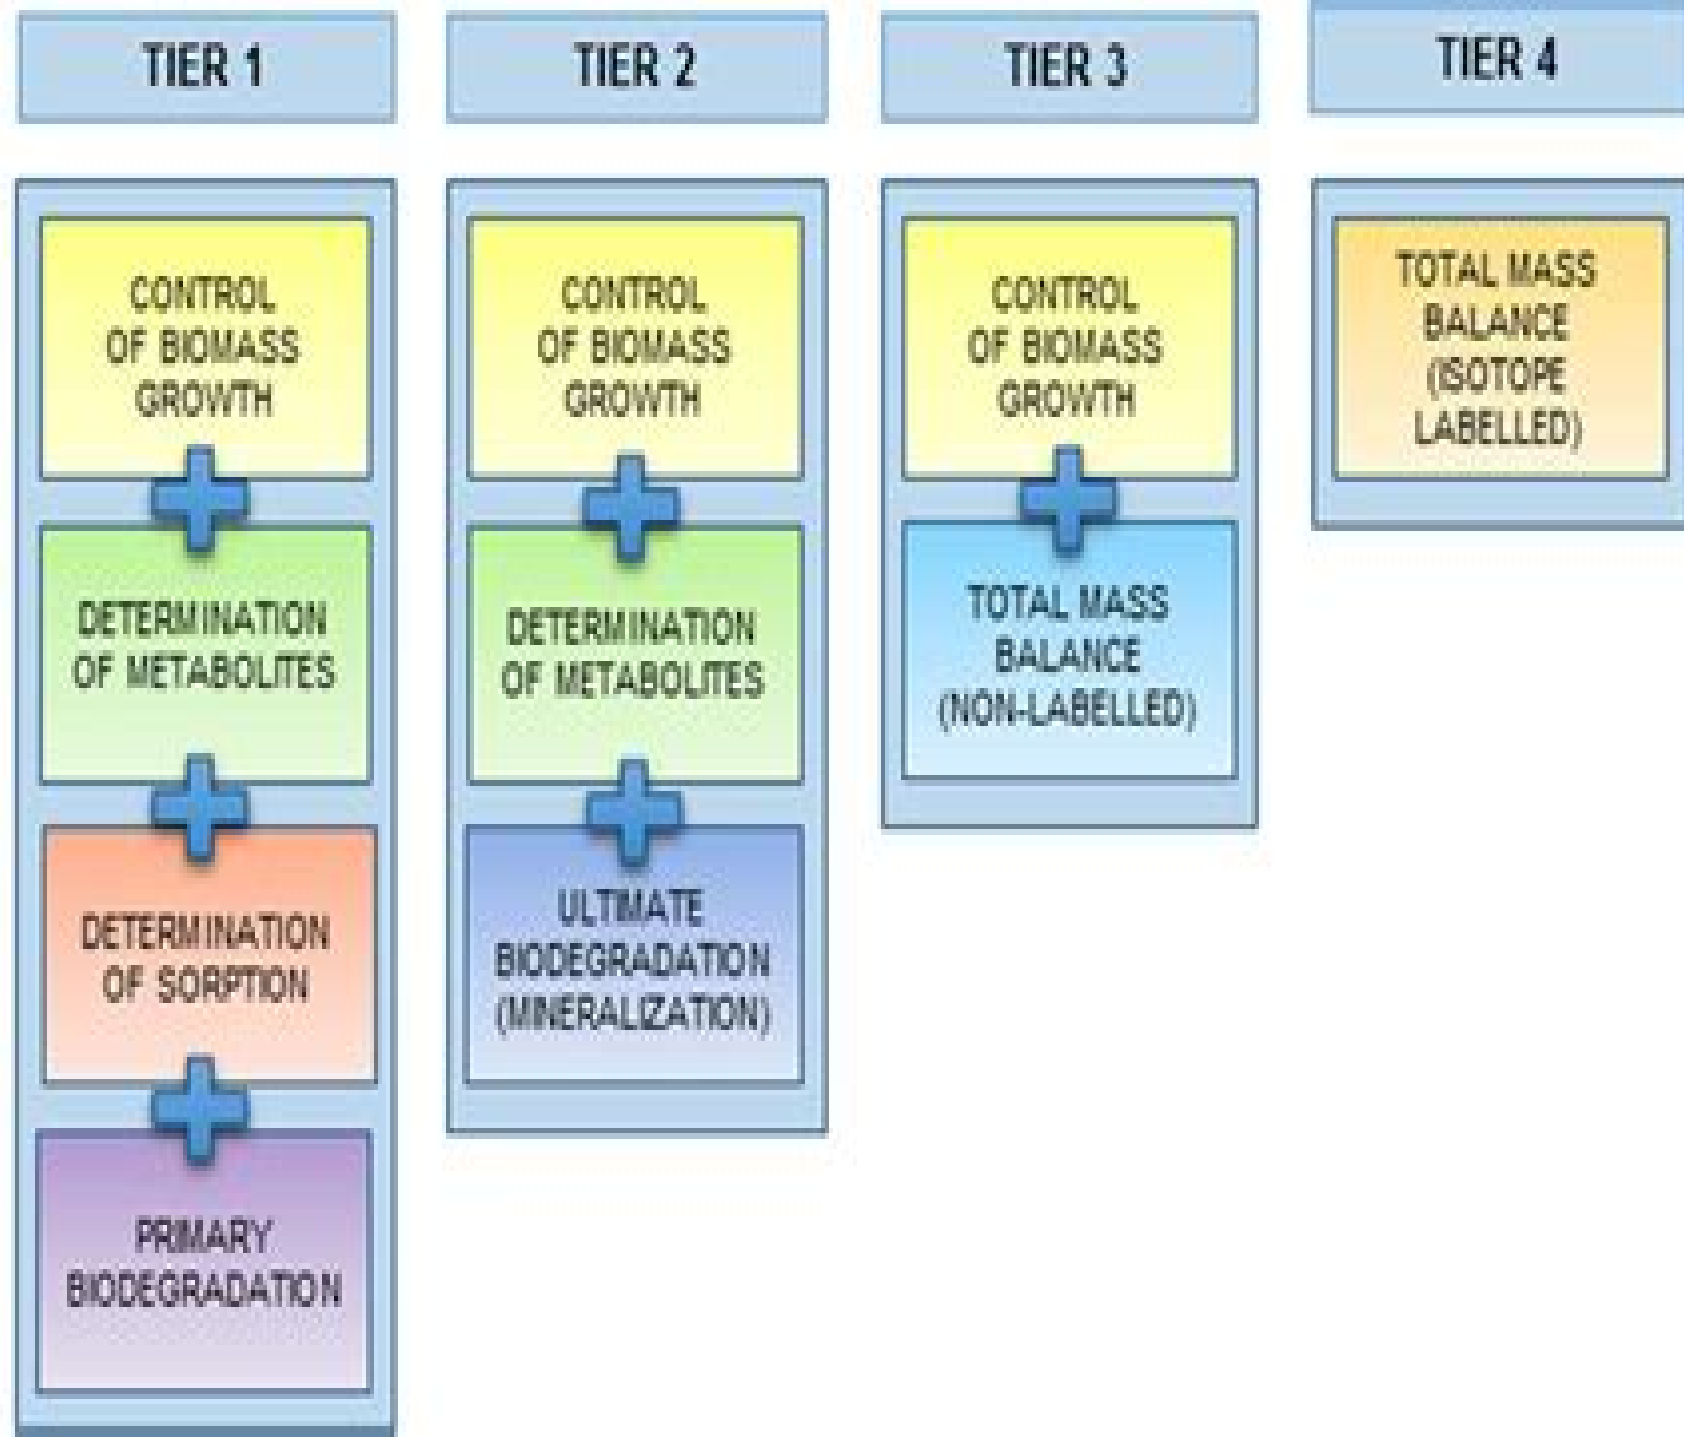 TIER 1
CONTROL
OF BIOMASS
GROWTH
DETERMINATION
OF METABOLITES
DETERMINATION
OF SORPTION
PRIMARY
BIODEGRADATION
TIER 2
CONTROL
OF BIOMASS
GROWTH
DETERMINATION
OF METABOLITES
ULTIMATE
BIODEGRADATION
(MINERALIZATION)
TIER 3
CONTROL
OF BIOMASS
GROWTH
TOTAL MASS
BALANCE
(NON-LABELLED)
TIER 4
TOTAL MASS
BALANCE
(ISOTOPE
LABELLED)